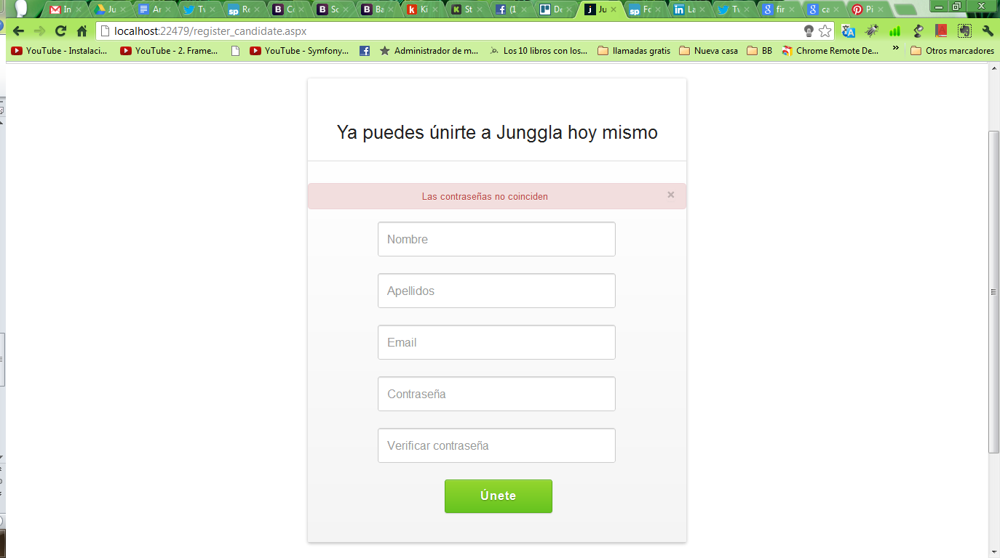 In
Ju
Ar
Tv
Re
C
Sc
Ba
Ki
St
(1
De
Ju
Fo
La
Tv
fir
ca
Pi
localhost:22479/register_candidate.aspx
YouTube - Instalaci...
YouTube - 2. Frame...
YouTube - Symfony...
Administrador de m...
Los 10 libros con los...
llamadas gratis
Nueva casa
BB
Chrome Remote De...
»
Otros marcadores
Ya puedes únirte a Junggla hoy mismo
Las contraseñas no coinciden ×
Nombre
Apellidos
Email
Contraseña
Verificar contraseña
Únete